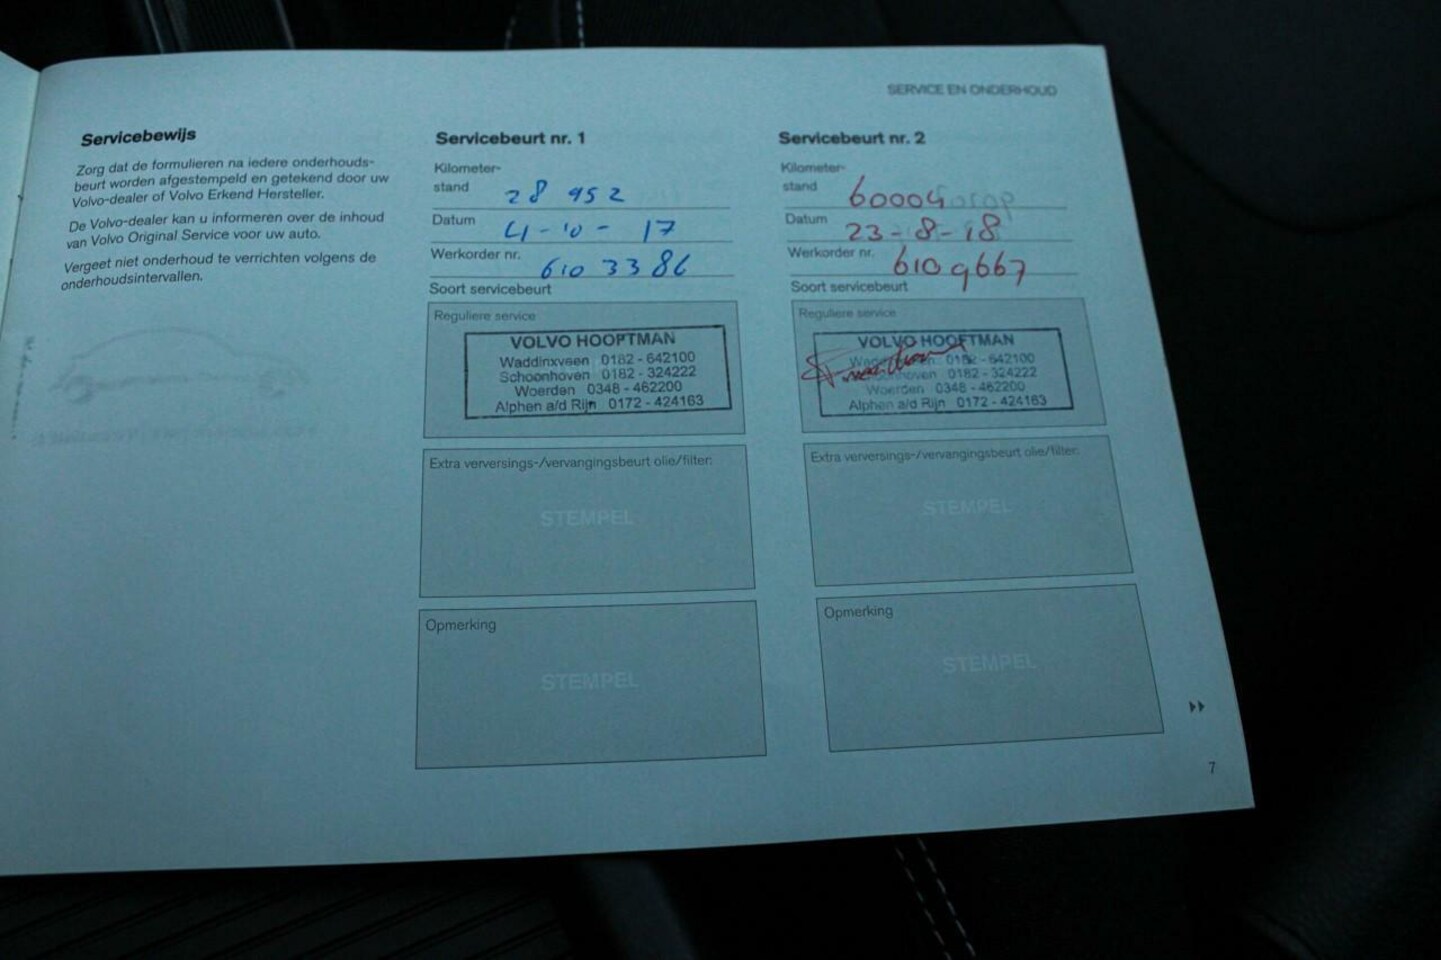 SERVICE EN ONDERHOUD
Servicebewijs
Zorg dat de formulieren na iedere onderhouds-
beurt worden afgestempeld en getekend door uw
Volvo-dealer of Volvo Erkend Hersteller.
De Volvo-dealer kan u informeren over de inhoud
van Volvo Original Service voor uw auto.
Vergeet niet onderhoud te verrichten volgens de
onderhoudsintervallen.
Servicebeurt nr. 1
Kilometer-
stand 28 952
Datum 4-10-17
Werkorder nr. 6103386
Soort servicebeurt
Reguliere service
VOLVO HOOFTMAN
Waddinxveen 0182 - 642100
Schoonhoven 0182 - 324222
Woerden 0348 - 462200
Alphen a/d Rijn 0172 - 424163
Extra verversings-/vervangingsbeurt olie/filter:
STEMPEL
Opmerking
STEMPEL
Servicebeurt nr. 2
Kilometer-
stand 60004
Datum 23-8-18
Werkorder nr. 6109667
Soort servicebeurt
Reguliere service
VOLVO HOOFTMAN
Waddinxveen 0182 - 642100
Schoonhoven 0182 - 324222
Woerden 0348 - 462200
Alphen a/d Rijn 0172 - 424163
Extra verversings-/vervangingsbeurt olie/filter:
STEMPEL
Opmerking
STEMPEL
7